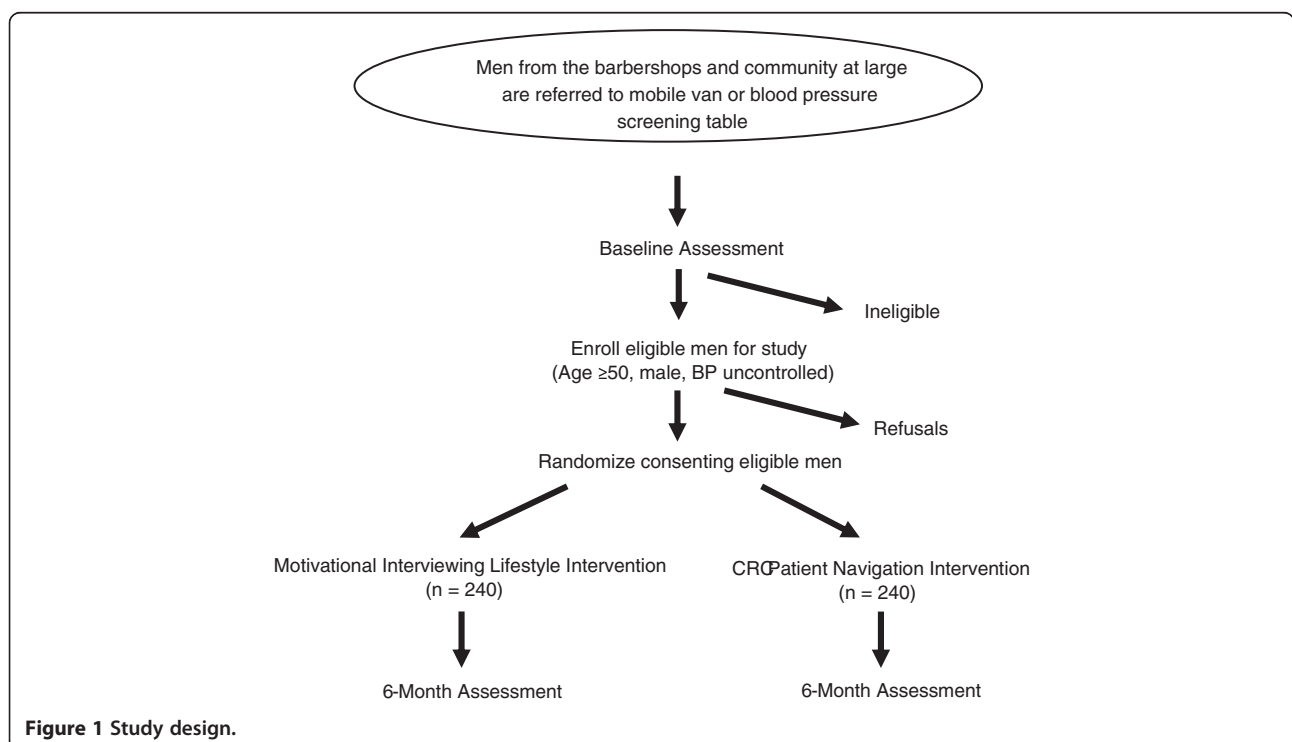 Men from the barbershops and community at large
are referred to mobile van or blood pressure
screening table
Baseline Assessment
Ineligible
Enroll eligible men for study
(Age ≥50, male, BP uncontrolled)
Refusals
Randomize consenting eligible men
Motivational Interviewing Lifestyle Intervention
(n = 240)
CRC Patient Navigation Intervention
(n = 240)
6-Month Assessment
6-Month Assessment
Figure 1 Study design.